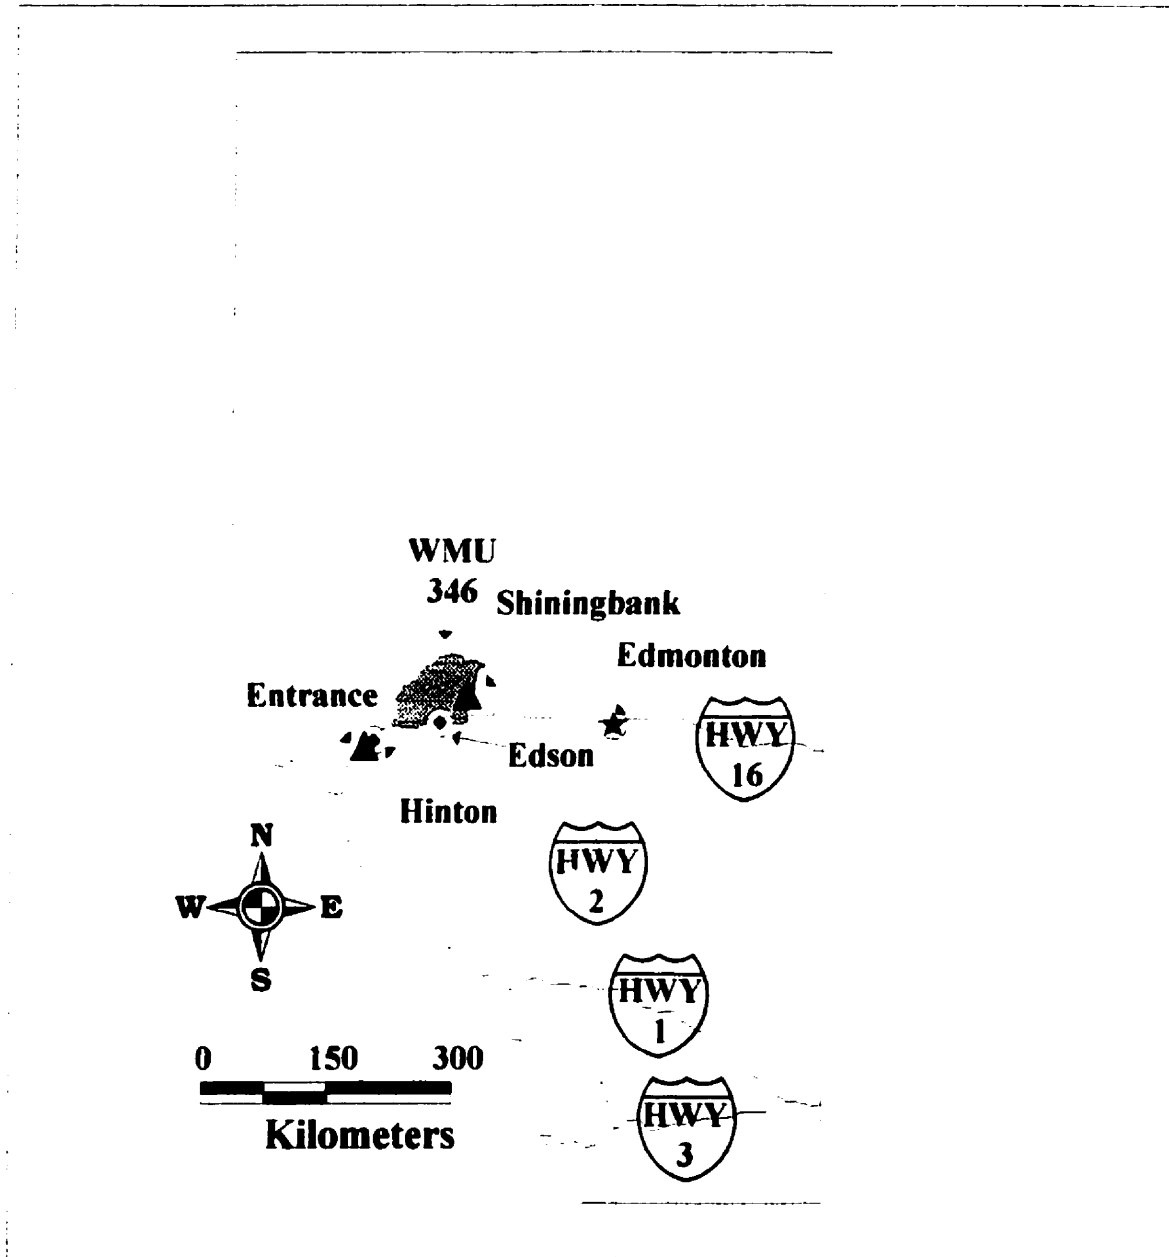 WMU
346
Shiningbank
Edmonton
Entrance
HWY
16
Edson
Hinton
HWY
2
N
W
E
S
HWY
1
0 150 300
Kilometers
HWY
3